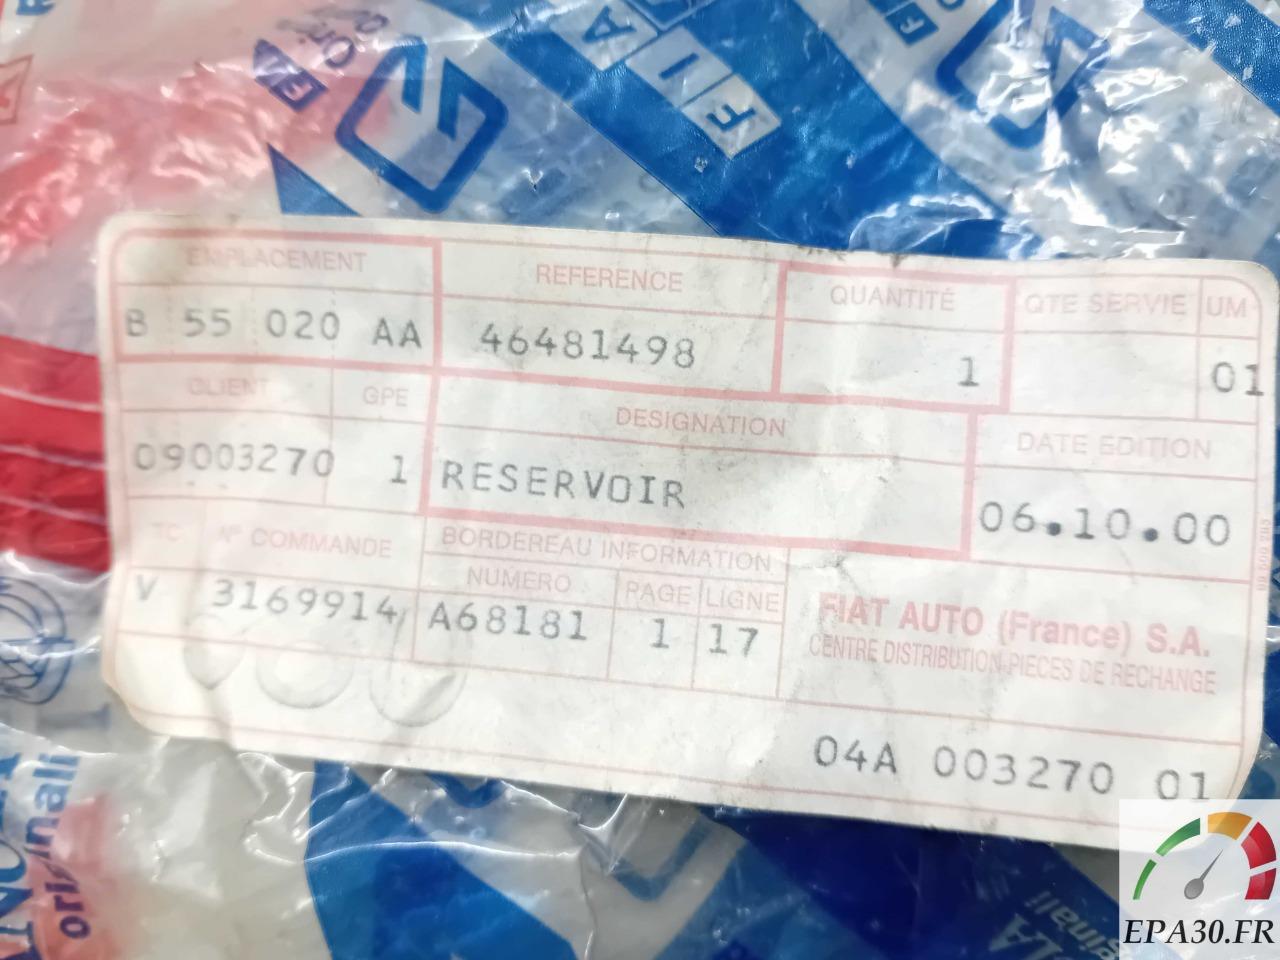 FIAT
EMPLACEMENT REFERENCE QUANTITÉ QTE SERVIE UM
B 55 020 AA 46481498 1 01
CLIENT GPE DESIGNATION DATE EDITION
09003270 1 RESERVOIR 06.10.00
TC N° COMMANDE BORDEREAU INFORMATION
NUMERO PAGE LIGNE
V 3169914 A68181 1 17
FIAT AUTO (France) S.A.
CENTRE DISTRIBUTION PIECES DE RECHANGE
04A 003270 01
EPA30.FR